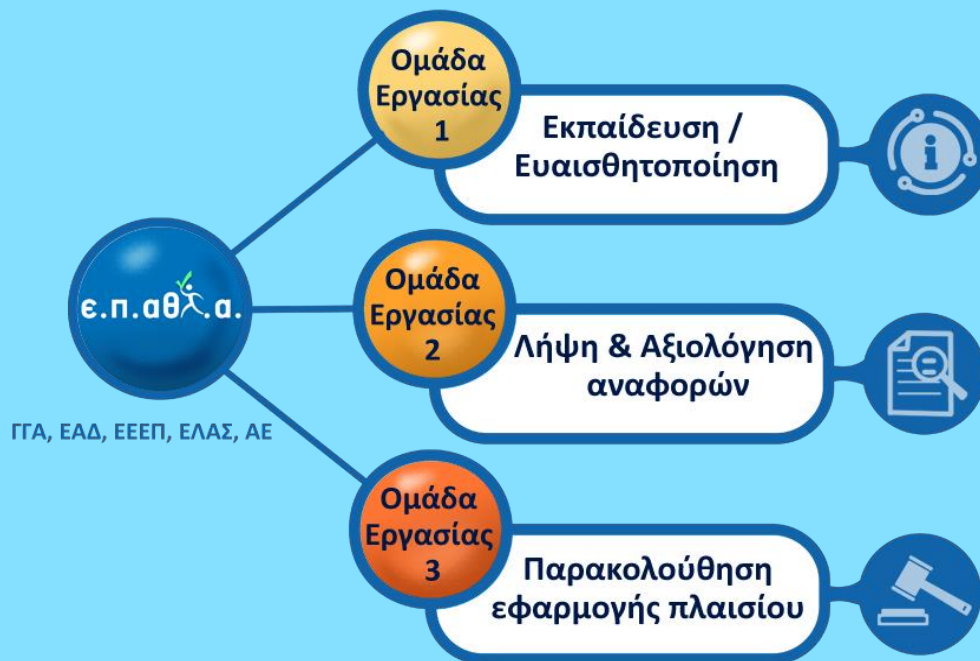 Ομάδα
Εργασίας
1
Εκπαίδευση /
Ευαισθητοποίηση
ε.π.αθλ.α.
ΓΓΑ, ΕΑΔ, ΕΕΕΠ, ΕΛΑΣ, ΑΕ
Ομάδα
Εργασίας
2
Λήψη & Αξιολόγηση
αναφορών
Ομάδα
Εργασίας
3
Παρακολούθηση
εφαρμογής πλαισίου